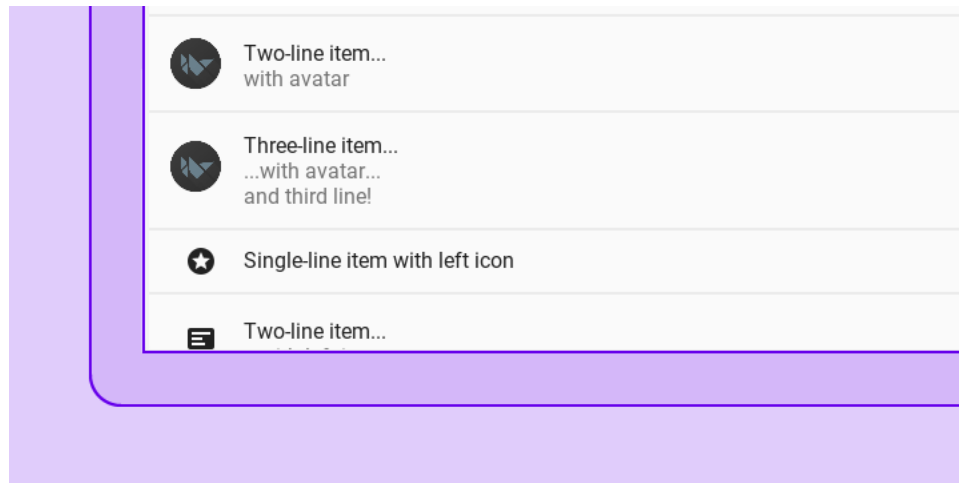 Two-line item...
with avatar
Three-line item...
...with avatar...
and third line!
Single-line item with left icon
Two-line item...